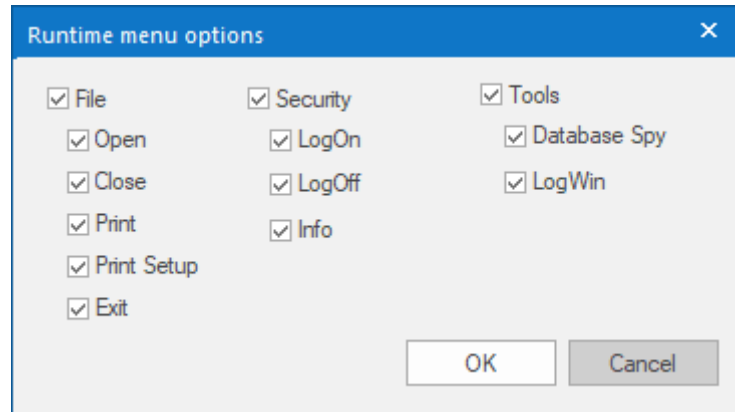 Runtime menu options
File
Open
Close
Print
Print Setup
Exit
Security
LogOn
LogOff
Info
Tools
Database Spy
LogWin
OK
Cancel